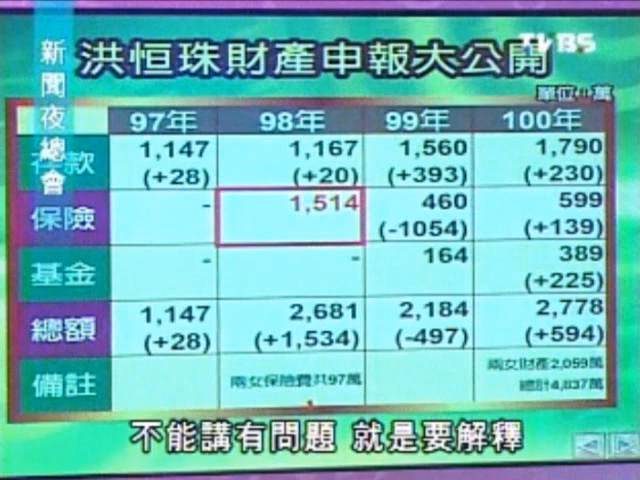 TVBS
新聞夜總會
洪恒珠財產申報大公開
單位:萬
97年 98年 99年 100年
存款 1,147 1,167 1,560 1,790
(+28) (+20) (+393) (+230)
保險 - 1,514 460 599
(-1054) (+139)
基金 - - 164 389
(+225)
總額 1,147 2,681 2,184 2,778
(+28) (+1,534) (-497) (+594)
備註 兩女保險費共97萬 兩女財產2,059萬
總計4,837萬
不能講有問題 就是要解釋